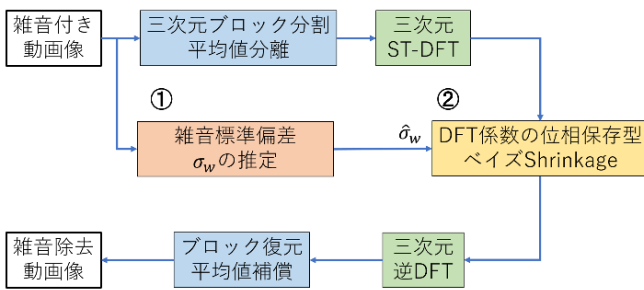 雑音付き
動画像
三次元ブロック分割
平均値分離
三次元
ST-DFT
①
②
雑音標準偏差
σ_wの推定
σ̂_w
DFT係数の位相保存型
ベイズShrinkage
雑音除去
動画像
ブロック復元
平均値補償
三次元
逆DFT